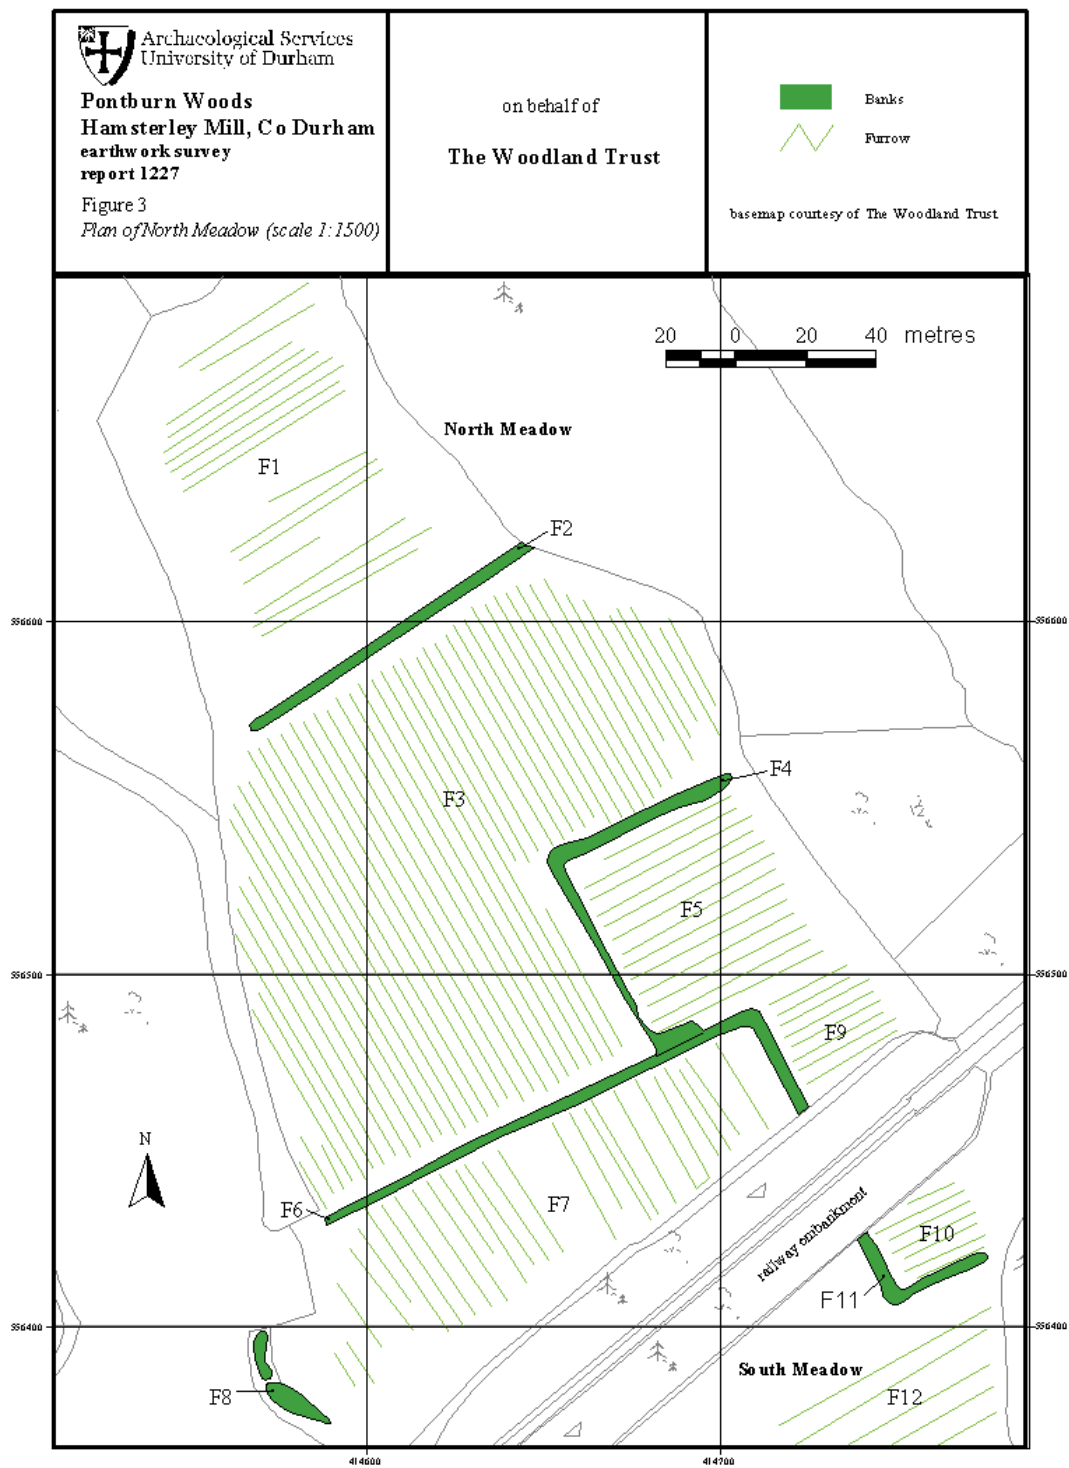 Archaeological Services
University of Durham
Pontburn Woods
Hamsterley Mill, Co Durham
earthwork survey
report 1227
Figure 3
Plan of North Meadow (scale 1:1500)
on behalf of
The Woodland Trust
Banks
Furrow
basemap courtesy of The Woodland Trust
20 0 20 40 metres
North Meadow
F1
F2
556600
556600
F4
F3
F5
556500
556500
F9
N
F6
F7
railway embankment
F10
F11
556400
556400
South Meadow
F8
F12
414600
414700